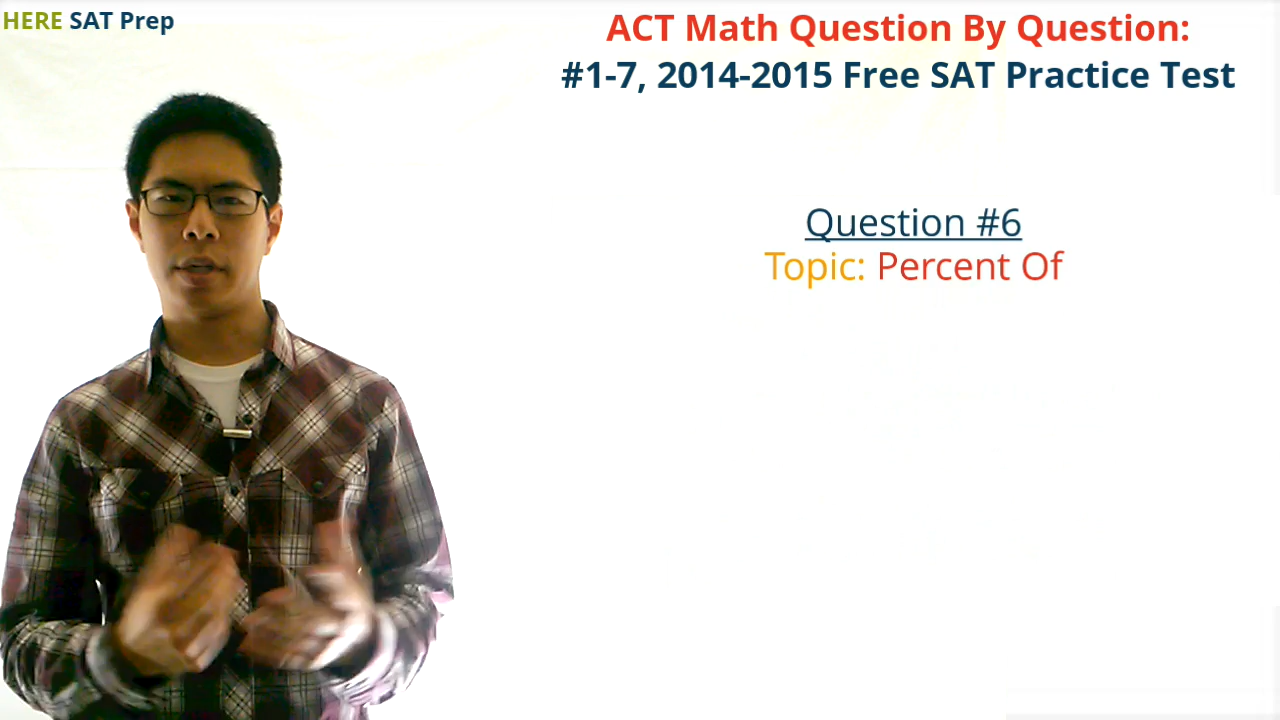 HERE SAT Prep
ACT Math Question By Question:
#1-7, 2014-2015 Free SAT Practice Test
Question #6
Topic: Percent Of